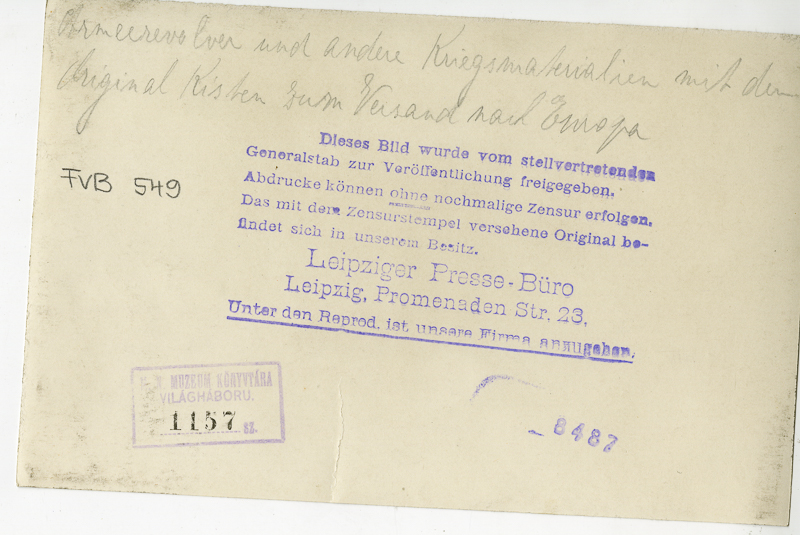 Armeerevolver und andere Kriegsmaterialien mit den
Original Kisten zum Versand nach Europa
Dieses Bild wurde vom stellvertretenden
Generalstab zur Veröffentlichung freigegeben.
Abdrucke können ohne nochmalige Zensur erfolgen.
Das mit dem Zensurstempel versehene Original be-
findet sich in unserem Besitz.
Leipziger Presse-Büro
Leipzig, Promenaden Str. 23.
Unter den Reprod. ist unsere Firma anzugeben.
FVB 549
MUZEUM KÖNYVTÁRA
VILÁGHÁBORU.
1157 SZ.
8487